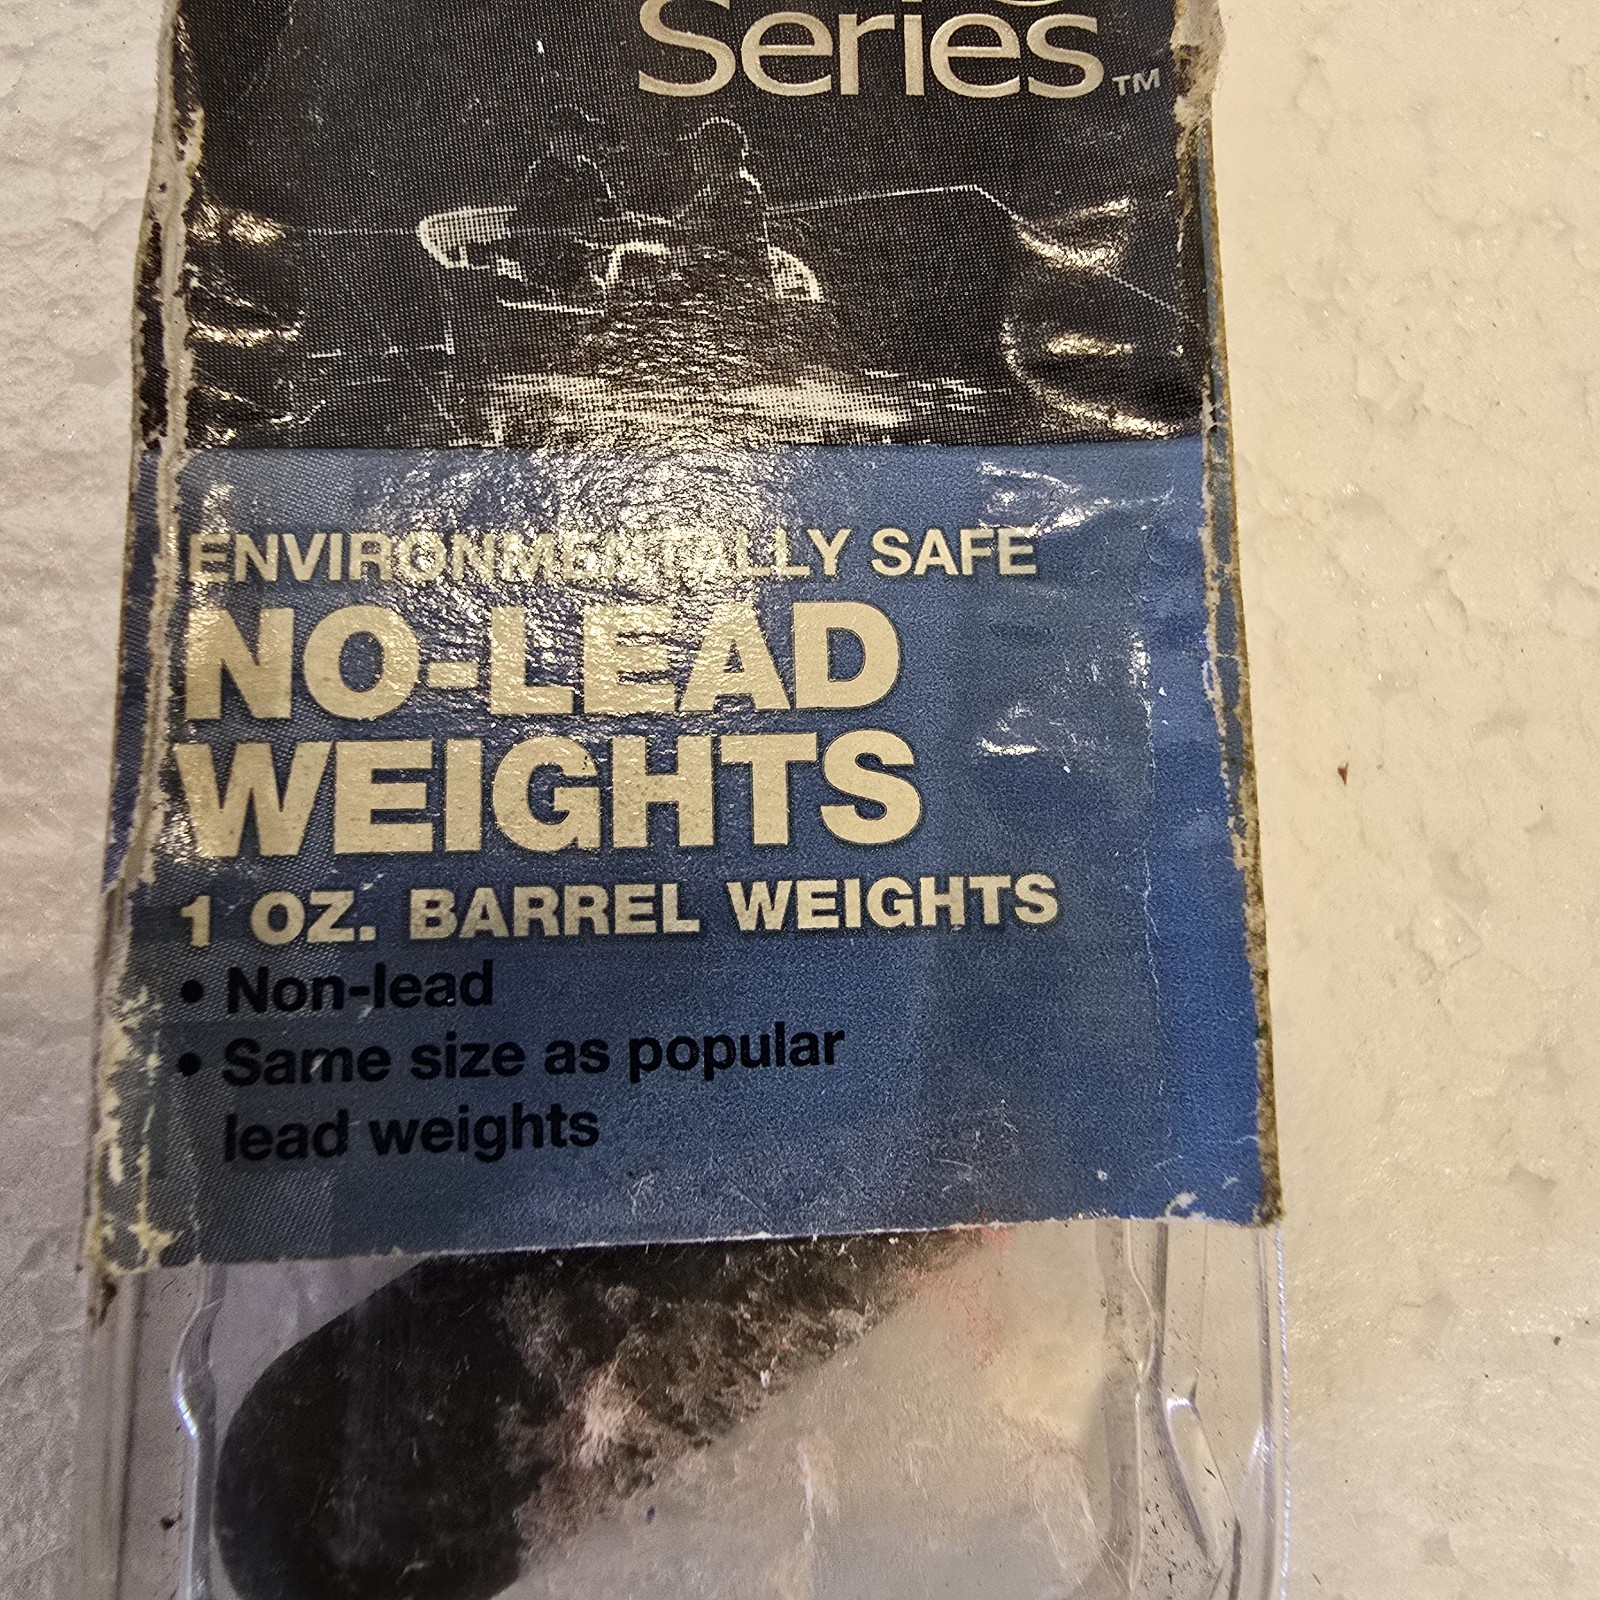 Series™
ENVIRONMENTALLY SAFE
NO-LEAD
WEIGHTS
1 OZ. BARREL WEIGHTS
• Non-lead
• Same size as popular
lead weights